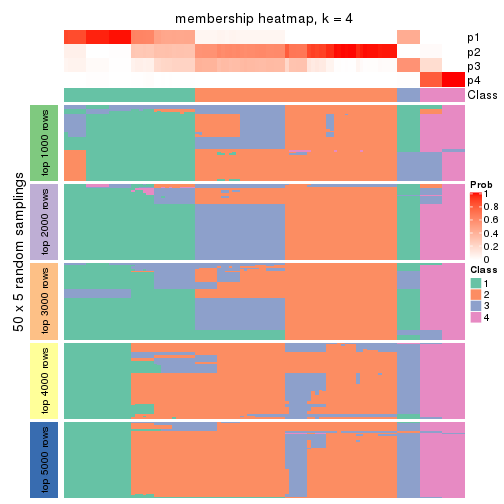 membership heatmap, k = 4
p1
p2
p3
p4
Class
50 x 5 random samplings
top 1000 rows
top 2000 rows
top 3000 rows
top 4000 rows
top 5000 rows
Prob
1
0.8
0.6
0.4
0.2
0
Class
1
2
3
4